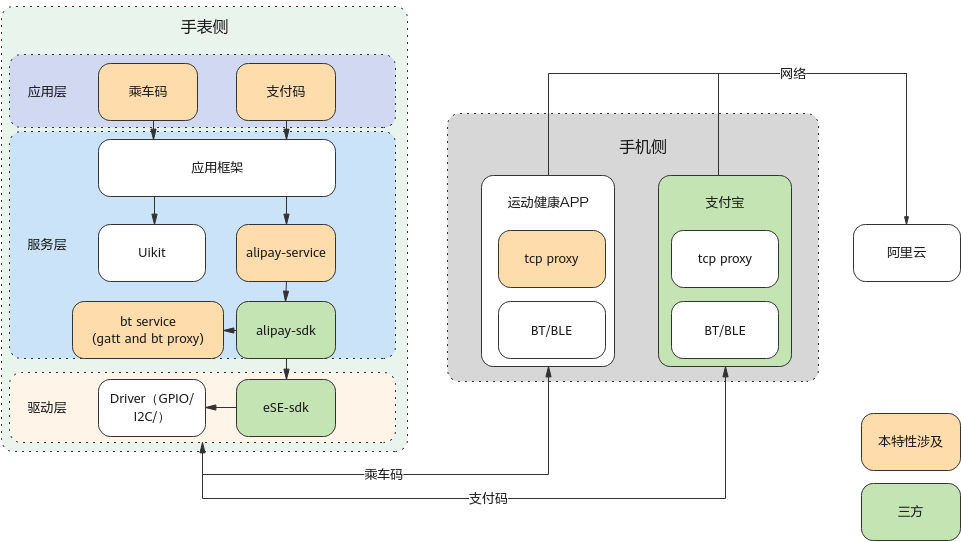 手表侧
应用层
乘车码
支付码
应用框架
服务层
Uikit
alipay-service
bt service
(gatt and bt proxy)
alipay-sdk
驱动层
Driver（GPIO/
I2C/）
eSE-sdk
网络
手机侧
运动健康APP
tcp proxy
BT/BLE
支付宝
tcp proxy
BT/BLE
阿里云
乘车码
支付码
本特性涉及
三方